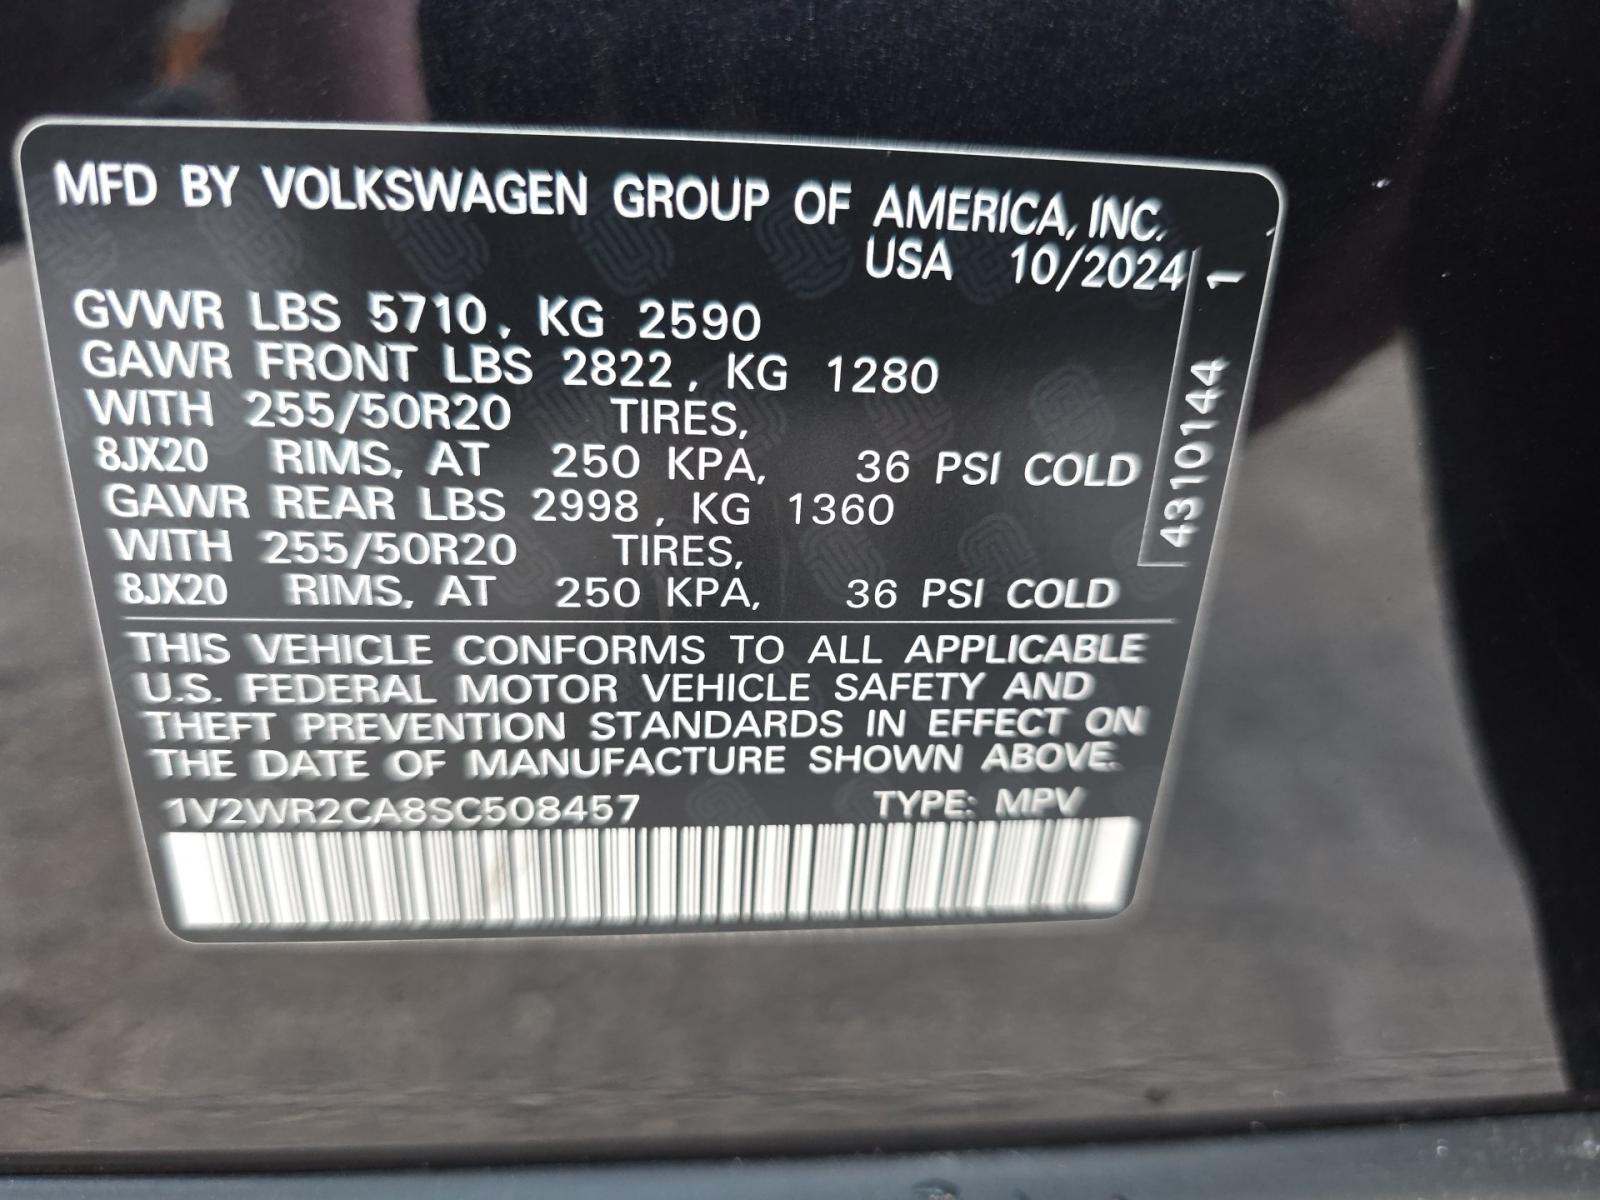 MFD BY VOLKSWAGEN GROUP OF AMERICA, INC.
USA 10/2024
GVWR LBS 5710, KG 2590
GAWR FRONT LBS 2822, KG 1280
WITH 255/50R20 TIRES,
8JX20 RIMS, AT 250 KPA, 36 PSI COLD
GAWR REAR LBS 2998, KG 1360
WITH 255/50R20 TIRES,
8JX20 RIMS, AT 250 KPA, 36 PSI COLD
4310144 1
THIS VEHICLE CONFORMS TO ALL APPLICABLE
U.S. FEDERAL MOTOR VEHICLE SAFETY AND
THEFT PREVENTION STANDARDS IN EFFECT ON
THE DATE OF MANUFACTURE SHOWN ABOVE.
1V2WR2CA8SC508457 TYPE: MPV